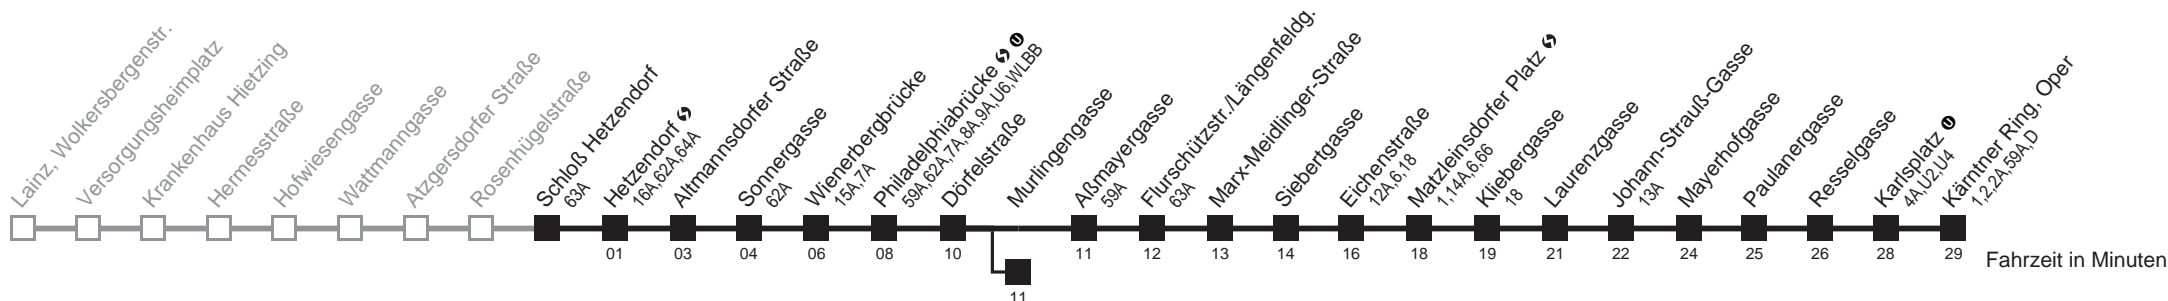 Lainz, Wolkersbergenstr.
Versorgungsheimplatz
Krankenhaus Hietzing
Hermesstraße
Hofwiesengasse
Wattmanngasse
Atzgersdorfer Straße
Rosenhügelstraße
Schloß Hetzendorf
63A
Hetzendorf
16A,62A,64A
Altmannsdorfer Straße
Sonnergasse
62A
Wienerbergbrücke
15A,7A
Philadelphiabrücke U
59A,62A,7A,8A,9A,U6,WLBB
Dörfelstraße
Murlingengasse
Aßmayergasse
59A
Flurschützstr./Längenfeldg.
63A
Marx-Meidlinger-Straße
Siebertgasse
Eichenstraße
12A,6,18
Matzleinsdorfer Platz
1,14A,6,66
Kliebergasse
18
Laurenzgasse
Johann-Strauß-Gasse
13A
Mayerhofgasse
Paulanergasse
Resselgasse
Karlsplatz U
4A,U2,U4
Kärntner Ring, Oper
1,2,2A,59A,D
01 03 04 06 08 10 11 12 13 14 16 18 19 21 22 24 25 26 28 29
Fahrzeit in Minuten
11